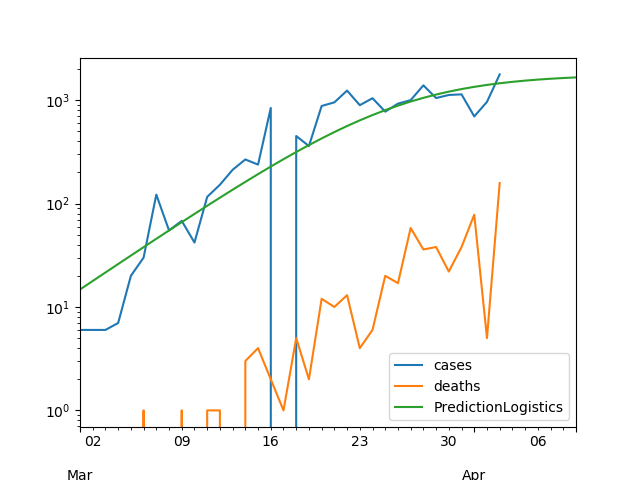 10³
10²
10¹
10⁰
cases
deaths
PredictionLogistics
02 09 16 23 30 06
Mar Apr